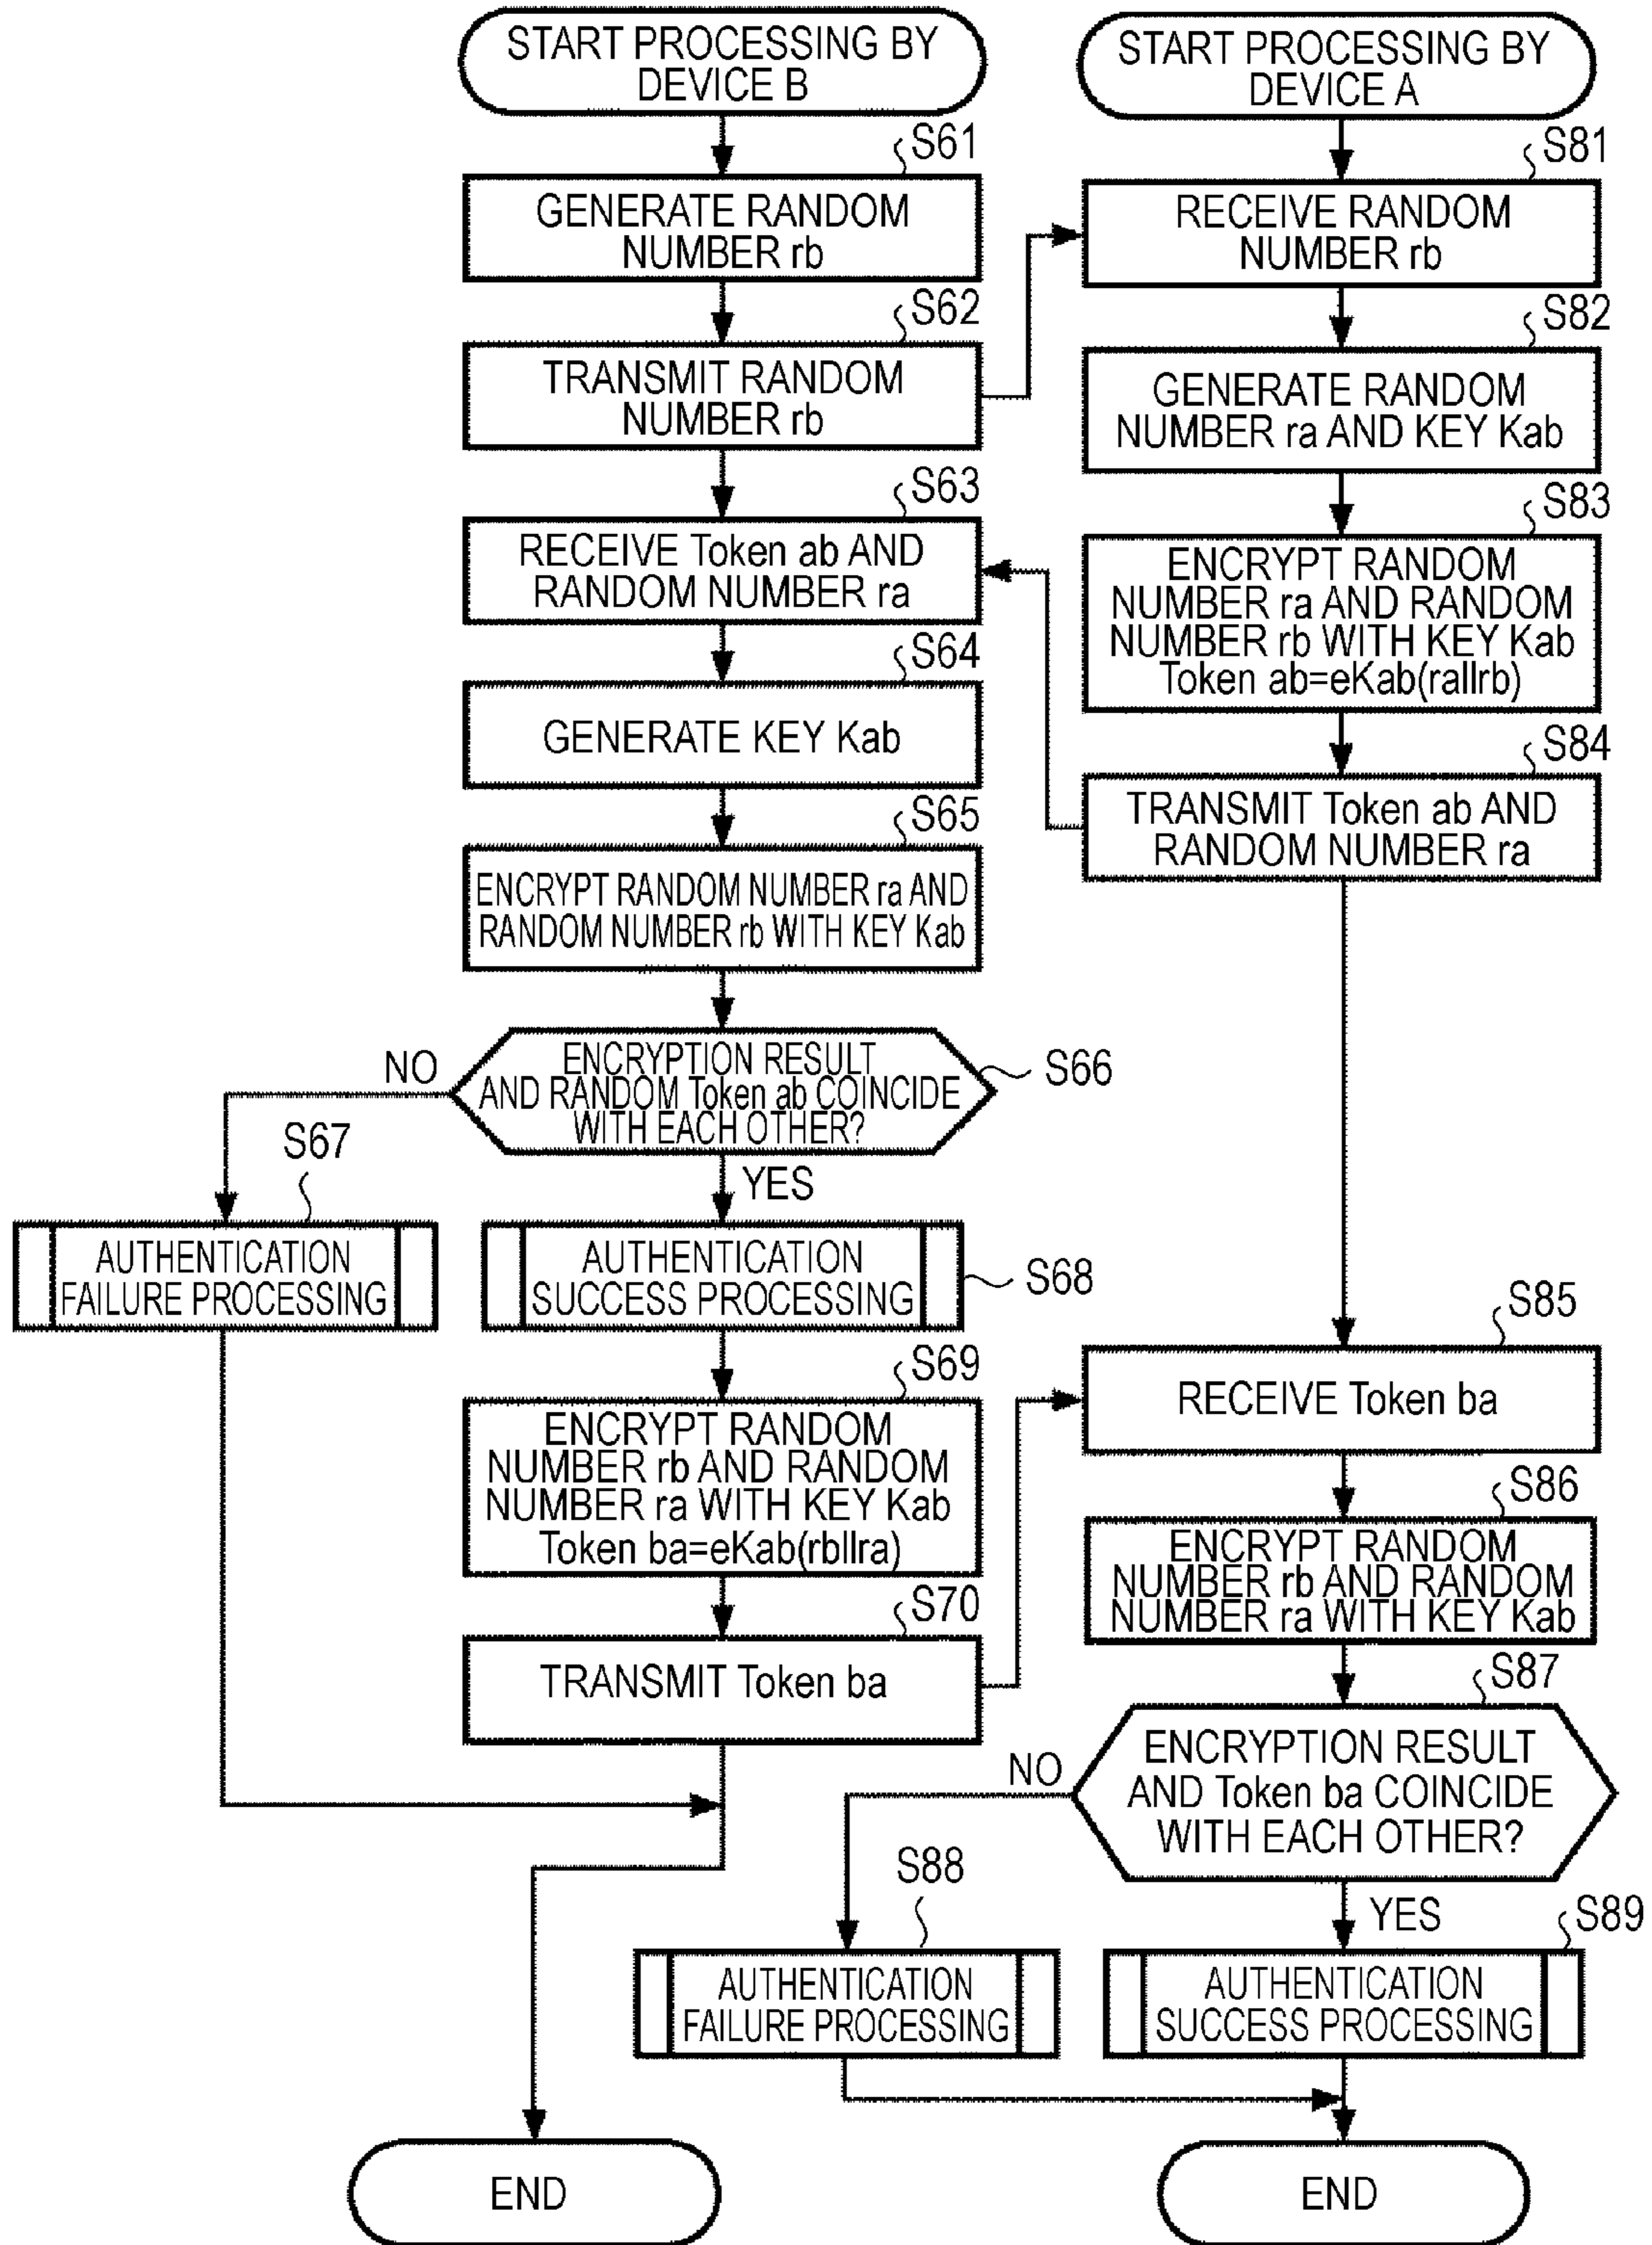 START PROCESSING BY
DEVICE B
S61
GENERATE RANDOM
NUMBER rb
S62
TRANSMIT RANDOM
NUMBER rb
S63
RECEIVE Token ab AND
RANDOM NUMBER ra
S64
GENERATE KEY Kab
S65
ENCRYPT RANDOM NUMBER ra AND
RANDOM NUMBER rb WITH KEY Kab
S66
ENCRYPTION RESULT
AND RANDOM Token ab COINCIDE
WITH EACH OTHER?
NO
YES
S67
AUTHENTICATION
FAILURE PROCESSING
S68
AUTHENTICATION
SUCCESS PROCESSING
S69
ENCRYPT RANDOM
NUMBER rb AND RANDOM
NUMBER ra WITH KEY Kab
Token ba=eKab(rbllra)
S70
TRANSMIT Token ba
END
START PROCESSING BY
DEVICE A
S81
RECEIVE RANDOM
NUMBER rb
S82
GENERATE RANDOM
NUMBER ra AND KEY Kab
S83
ENCRYPT RANDOM
NUMBER ra AND RANDOM
NUMBER rb WITH KEY Kab
Token ab=eKab(rallrb)
S84
TRANSMIT Token ab AND
RANDOM NUMBER ra
S85
RECEIVE Token ba
S86
ENCRYPT RANDOM
NUMBER rb AND RANDOM
NUMBER ra WITH KEY Kab
S87
ENCRYPTION RESULT
AND Token ba COINCIDE
WITH EACH OTHER?
NO
YES
S88
AUTHENTICATION
FAILURE PROCESSING
S89
AUTHENTICATION
SUCCESS PROCESSING
END